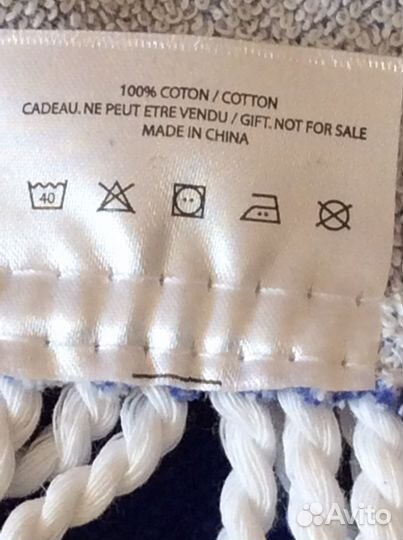 100% COTON / COTTON
CADEAU. NE PEUT ETRE VENDU / GIFT. NOT FOR SALE
MADE IN CHINA
40
Avito